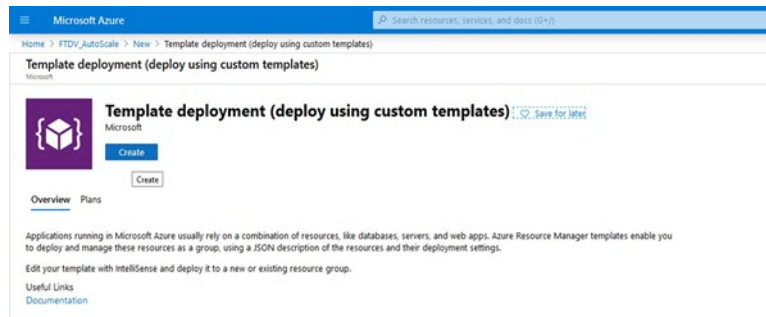 Microsoft Azure
Search resources, services, and docs (G+/)
Home > FTDV_AutoScale > New > Template deployment (deploy using custom templates)
Template deployment (deploy using custom templates)
Microsoft
Template deployment (deploy using custom templates)
Save for later
Microsoft
Create
Create
Overview Plans
Applications running in Microsoft Azure usually rely on a combination of resources, like databases, servers, and web apps. Azure Resource Manager templates enable you
to deploy and manage these resources as a group, using a JSON description of the resources and their deployment settings.
Edit your template with IntelliSense and deploy it to a new or existing resource group.
Useful Links
Documentation